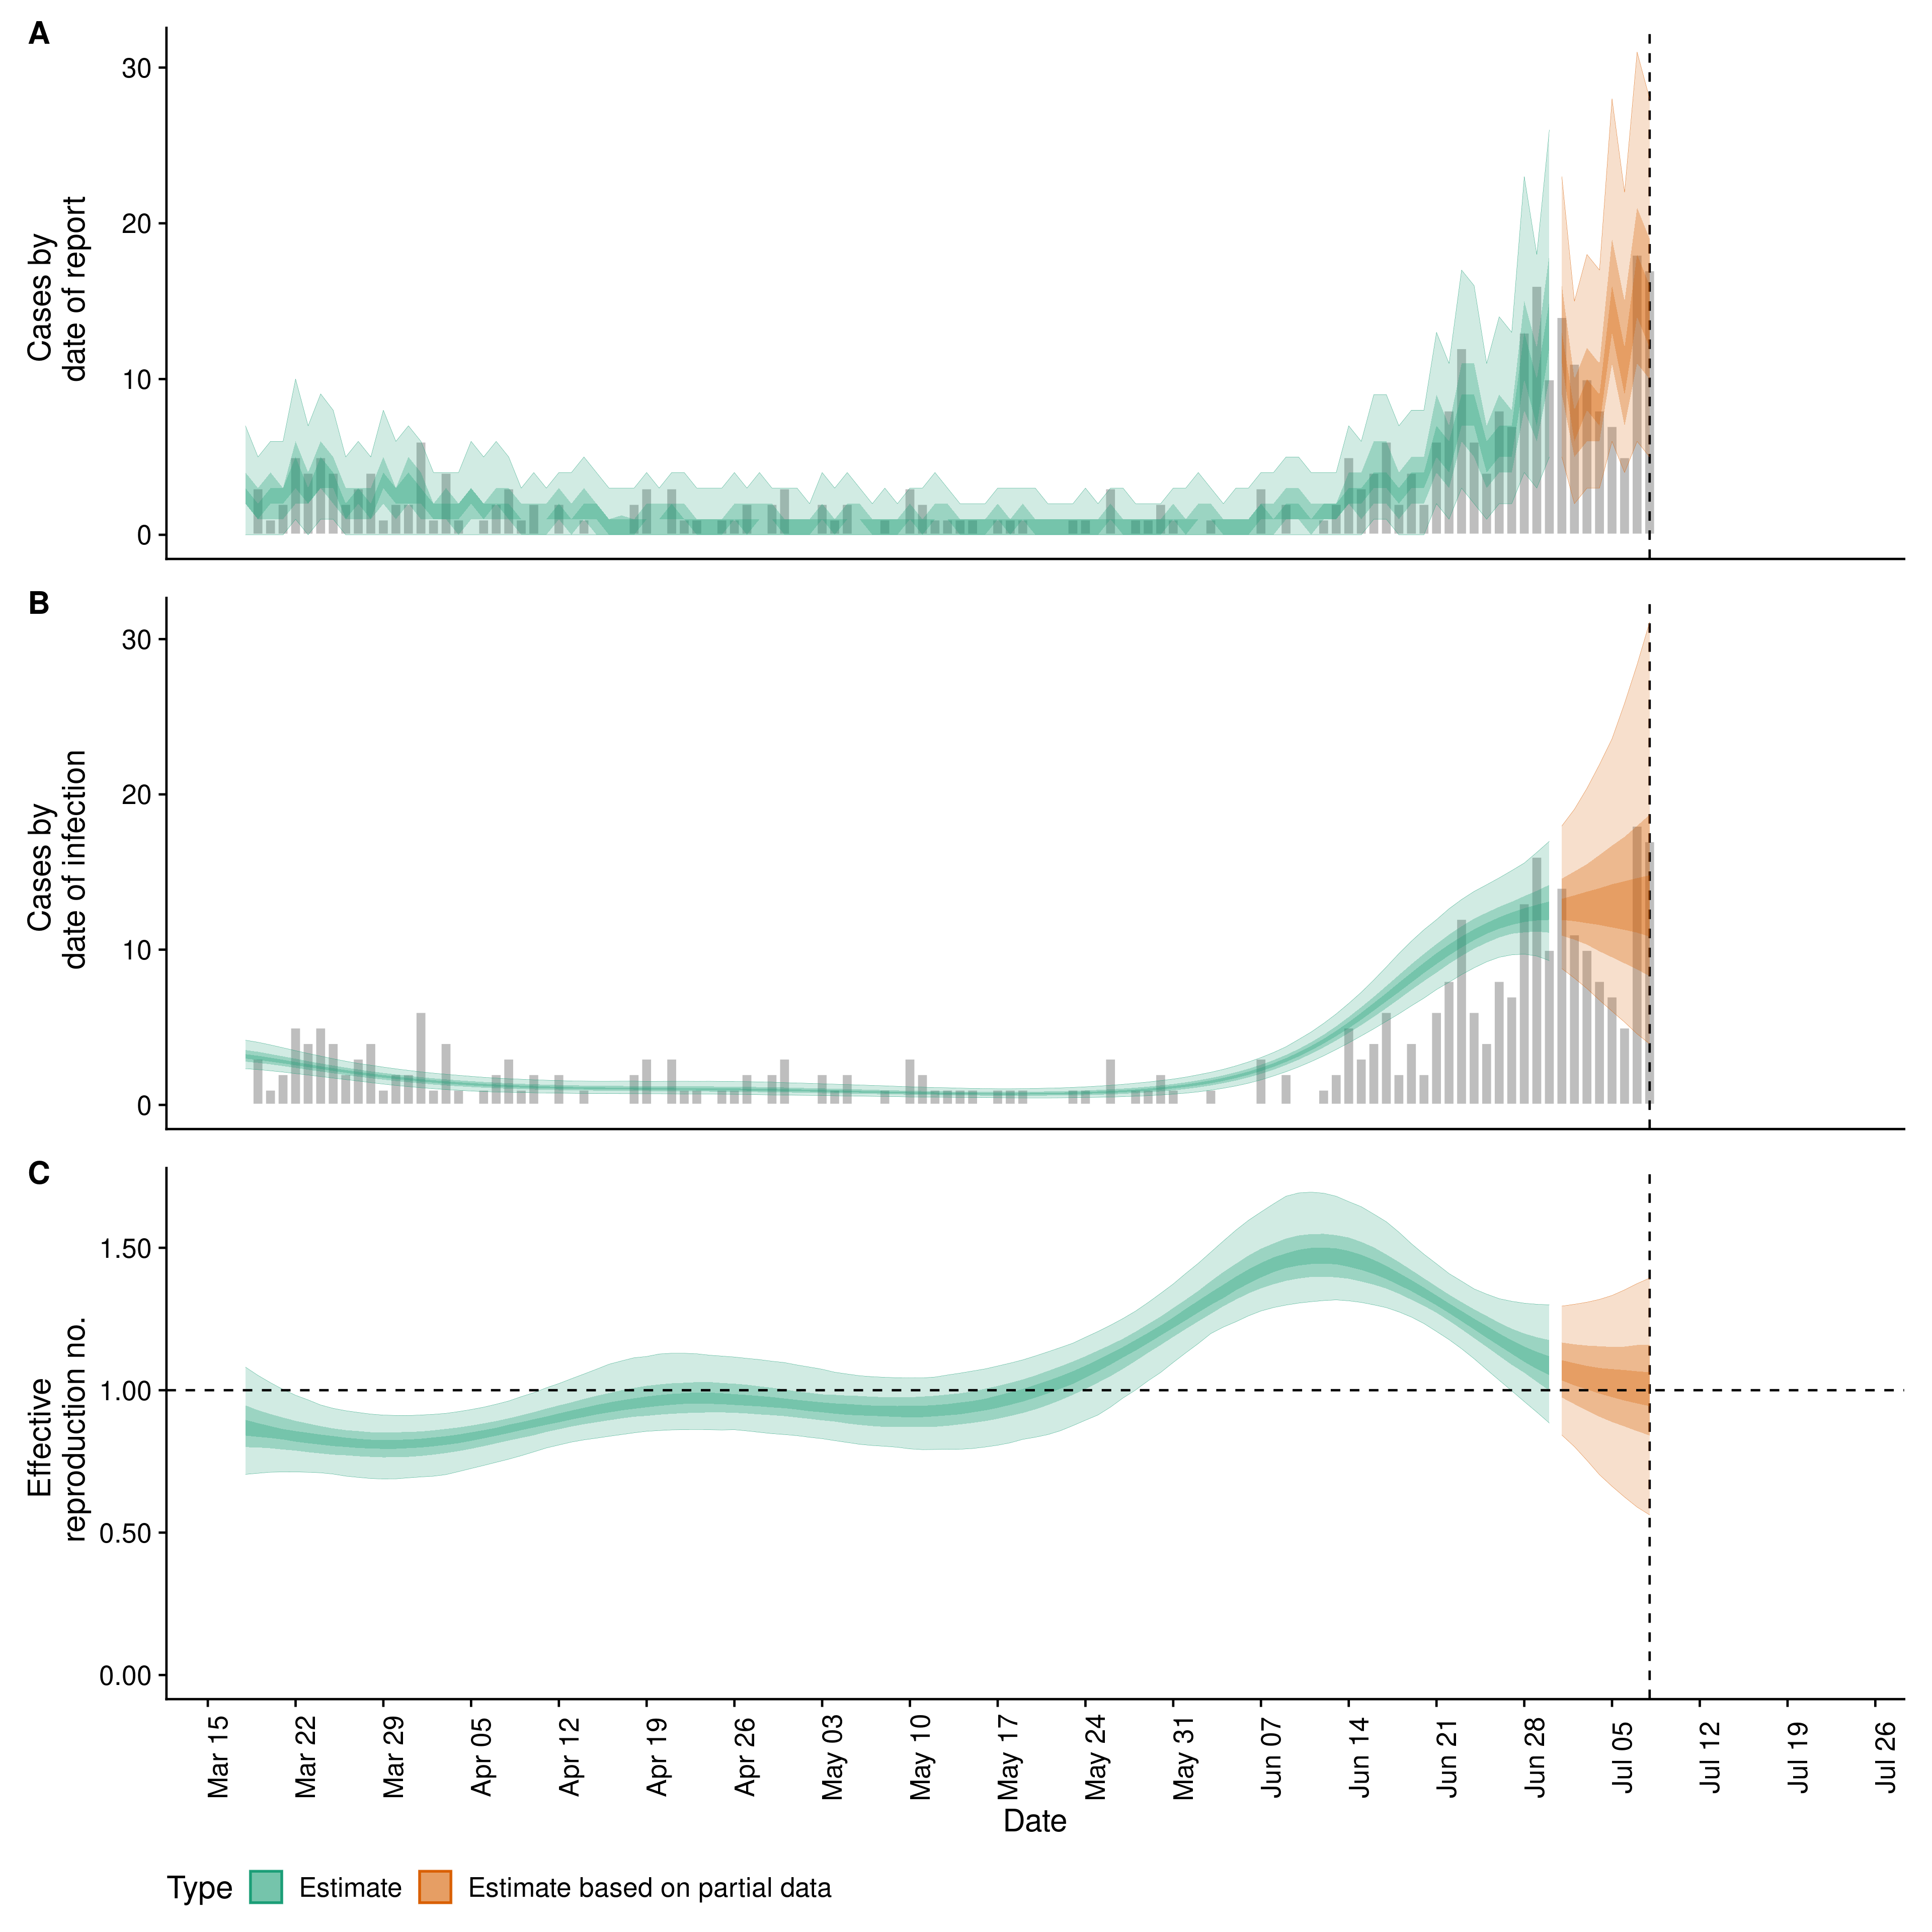 A
Cases by
date of report
30
20
10
0
B
Cases by
date of infection
30
20
10
0
C
Effective
reproduction no.
1.50
1.00
0.50
0.00
Mar 15
Mar 22
Mar 29
Apr 05
Apr 12
Apr 19
Apr 26
May 03
May 10
May 17
May 24
May 31
Jun 07
Jun 14
Jun 21
Jun 28
Jul 05
Jul 12
Jul 19
Jul 26
Date
Type Estimate Estimate based on partial data